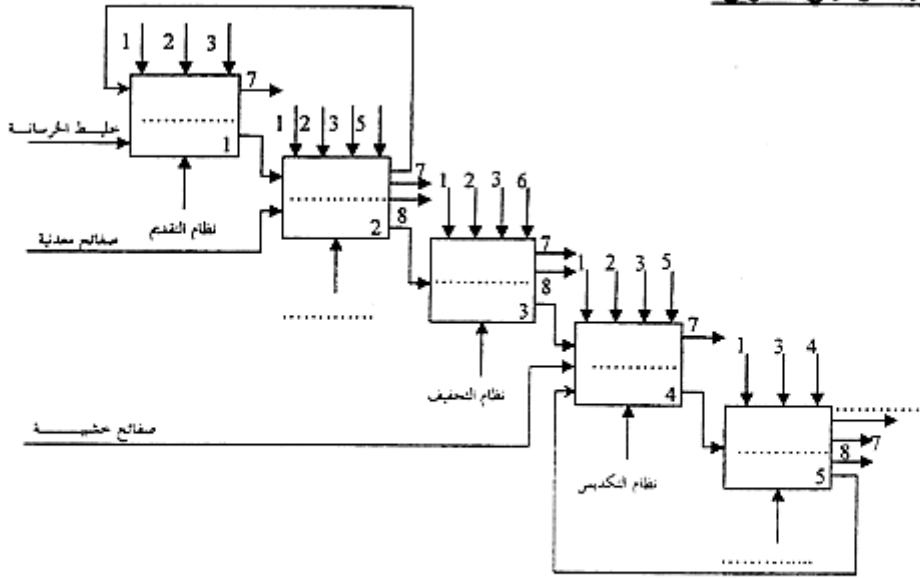 1 2 3
7
خليط الخرسانة
1
نظام التقدم
1 2 3 5
7
8
2
صفائح معدنية
..................
1 2 3 6
7
8
3
نظام التجفيف
1 2 3 5
7
4
صفائح خشبية
نظام التكديس
1 3 4
..................
7
8
5
..................